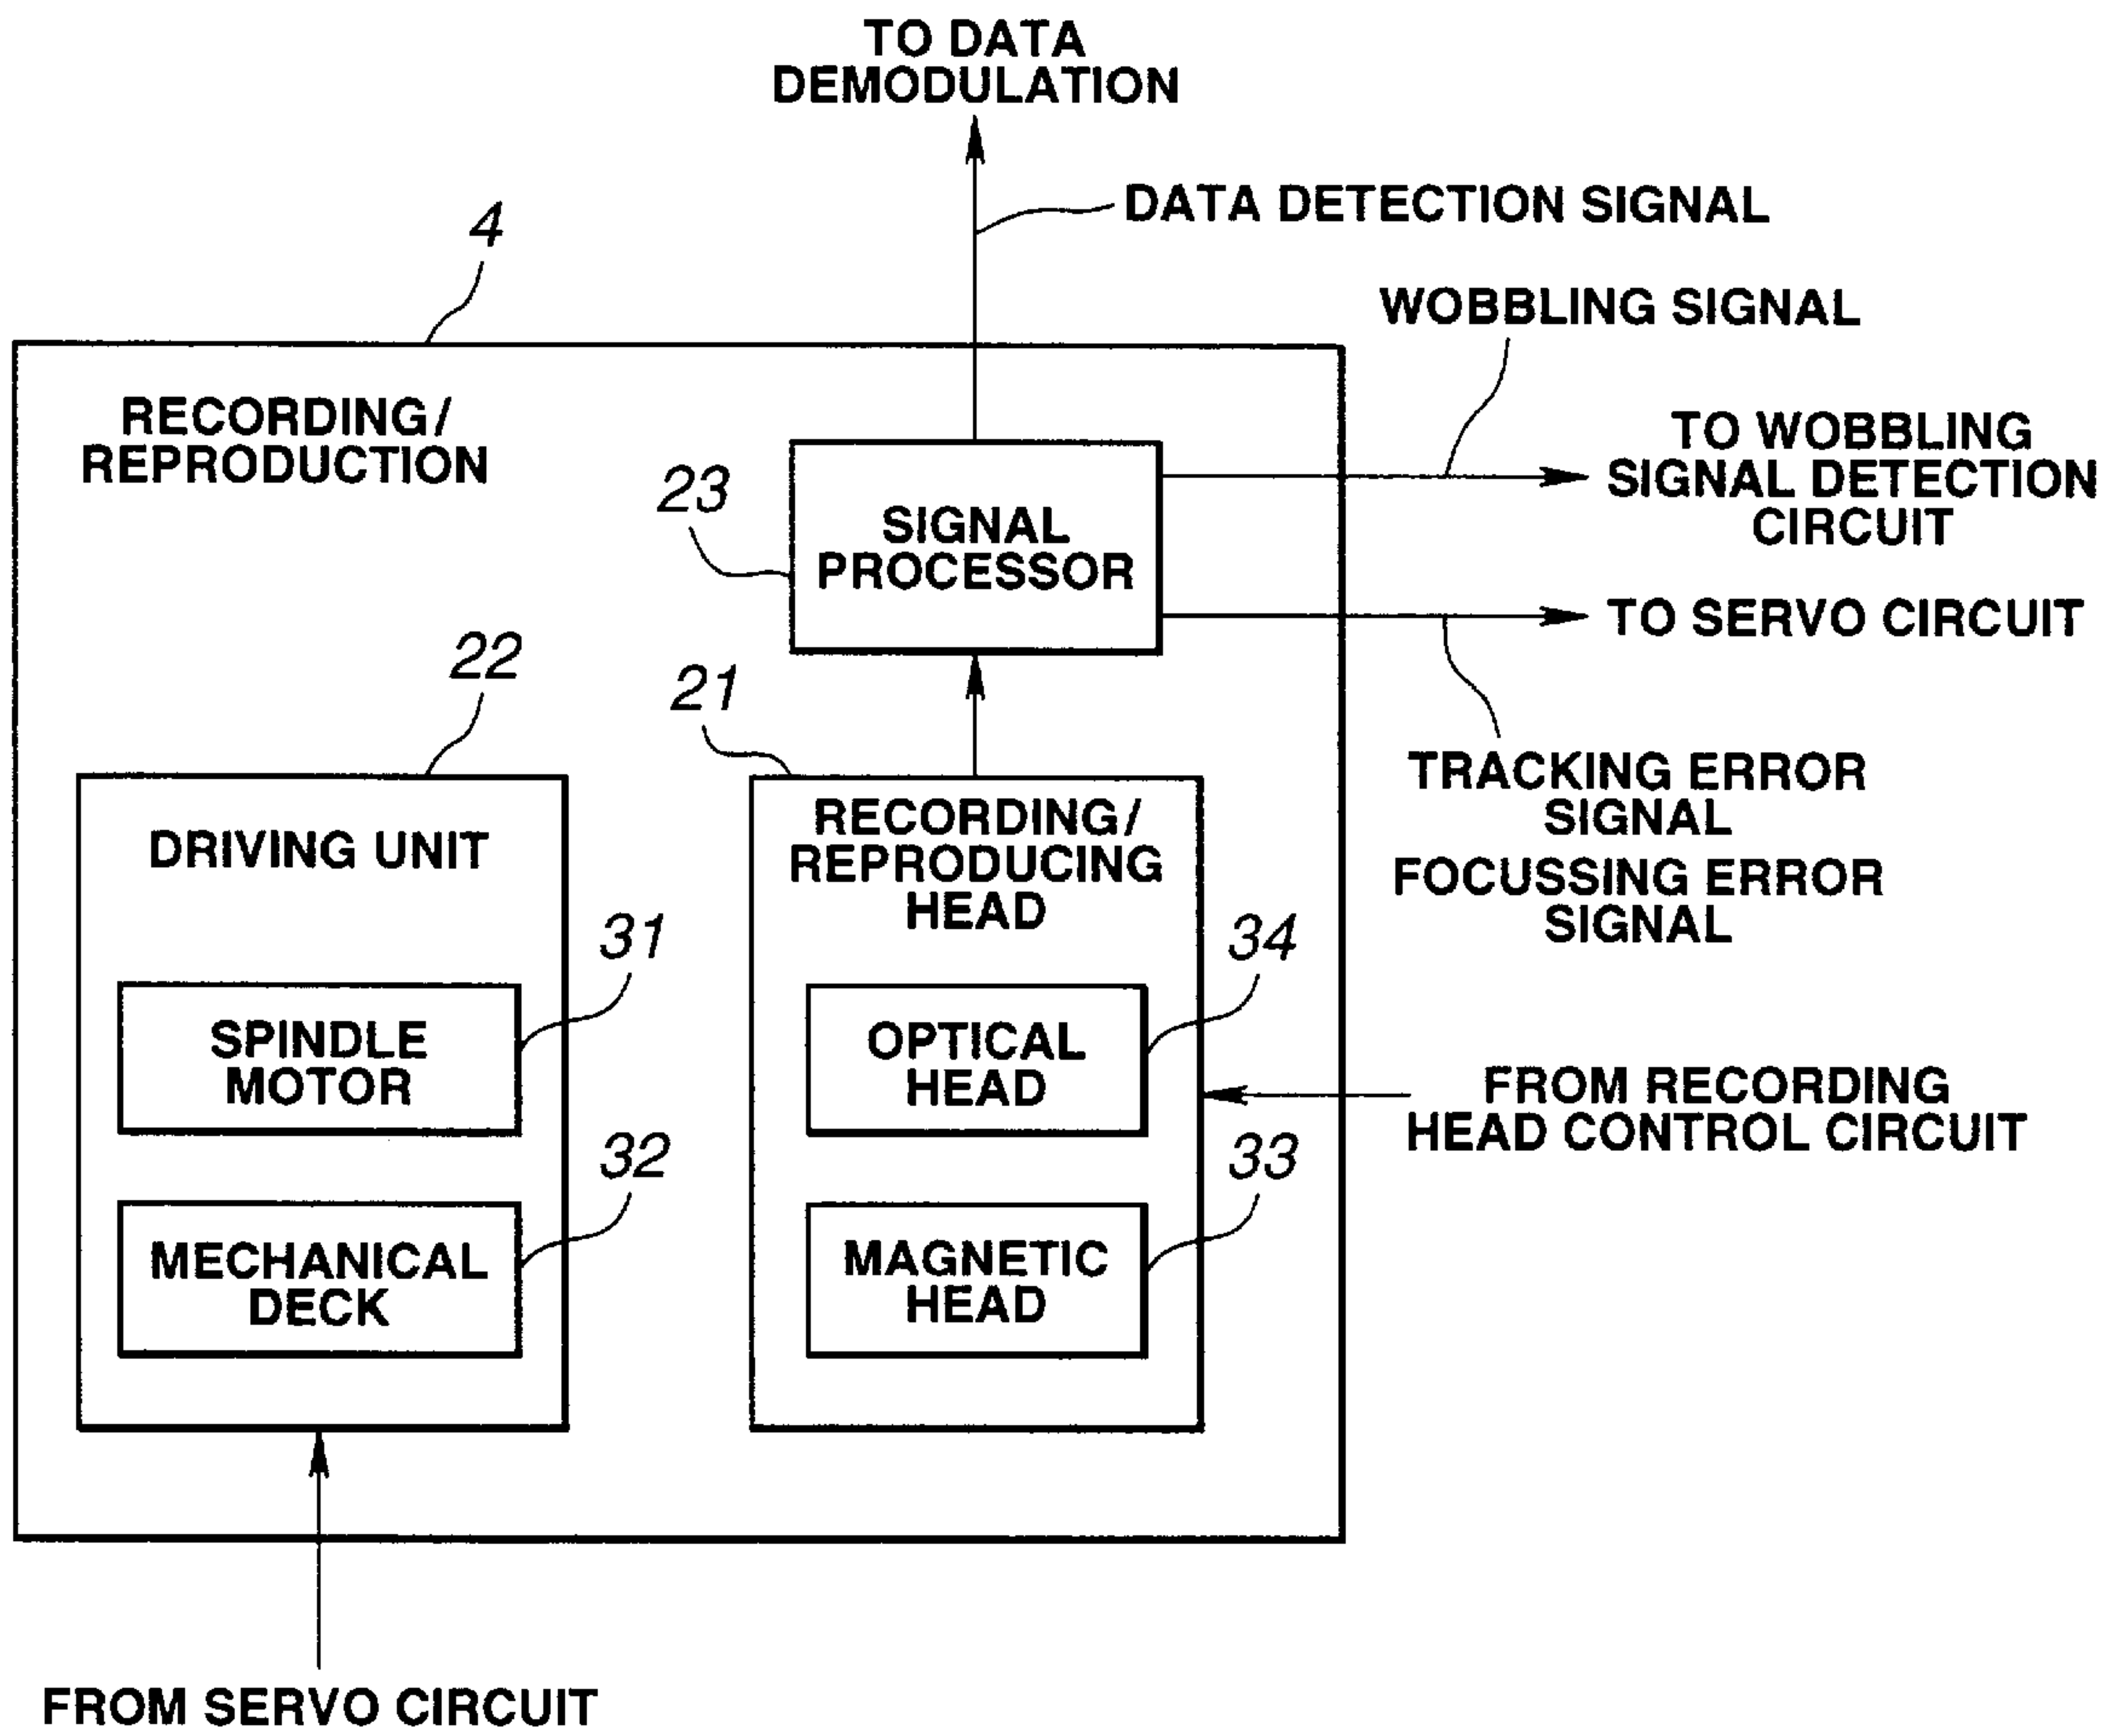 TO DATA
DEMODULATION
DATA DETECTION SIGNAL
4
WOBBLING SIGNAL
RECORDING/
REPRODUCTION
TO WOBBLING
SIGNAL DETECTION
CIRCUIT
23
SIGNAL
PROCESSOR
TO SERVO CIRCUIT
22
21
TRACKING ERROR
SIGNAL
FOCUSSING ERROR
SIGNAL
DRIVING UNIT
RECORDING/
REPRODUCING
HEAD
31
34
SPINDLE
MOTOR
OPTICAL
HEAD
FROM RECORDING
HEAD CONTROL CIRCUIT
32
33
MECHANICAL
DECK
MAGNETIC
HEAD
FROM SERVO CIRCUIT